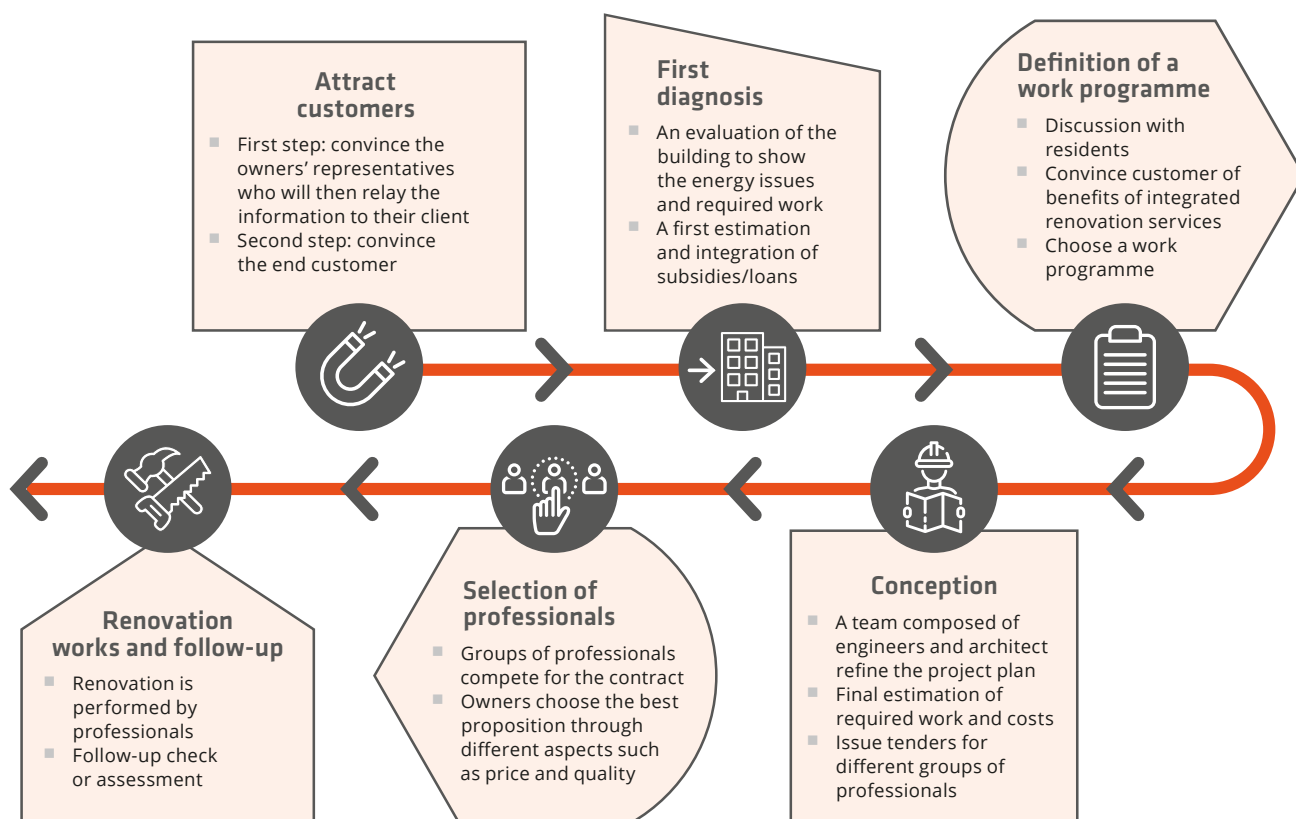 Attract
customers
■ First step: convince the
owners’ representatives
who will then relay the
information to their client
■ Second step: convince
the end customer
First
diagnosis
■ An evaluation of the
building to show
the energy issues
and required work
■ A first estimation
and integration of
subsidies/loans
Definition of a
work programme
■ Discussion with
residents
■ Convince customer of
benefits of integrated
renovation services
■ Choose a work
programme
Conception
■ A team composed of
engineers and architect
refine the project plan
■ Final estimation of
required work and costs
■ Issue tenders for
different groups of
professionals
Selection of
professionals
■ Groups of professionals
compete for the contract
■ Owners choose the best
proposition through
different aspects such
as price and quality
Renovation
works and follow-up
■ Renovation is
performed by
professionals
■ Follow-up check
or assessment